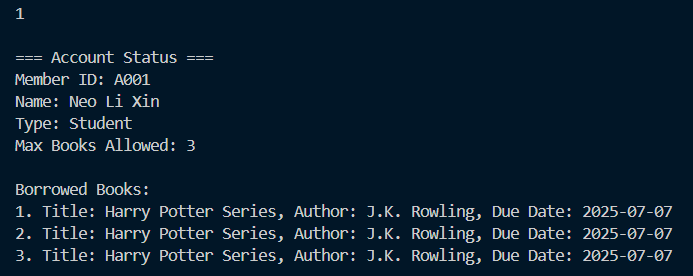 1
=== Account Status ===
Member ID: A001
Name: Neo Li Xin
Type: Student
Max Books Allowed: 3
Borrowed Books:
1. Title: Harry Potter Series, Author: J.K. Rowling, Due Date: 2025-07-07
2. Title: Harry Potter Series, Author: J.K. Rowling, Due Date: 2025-07-07
3. Title: Harry Potter Series, Author: J.K. Rowling, Due Date: 2025-07-07